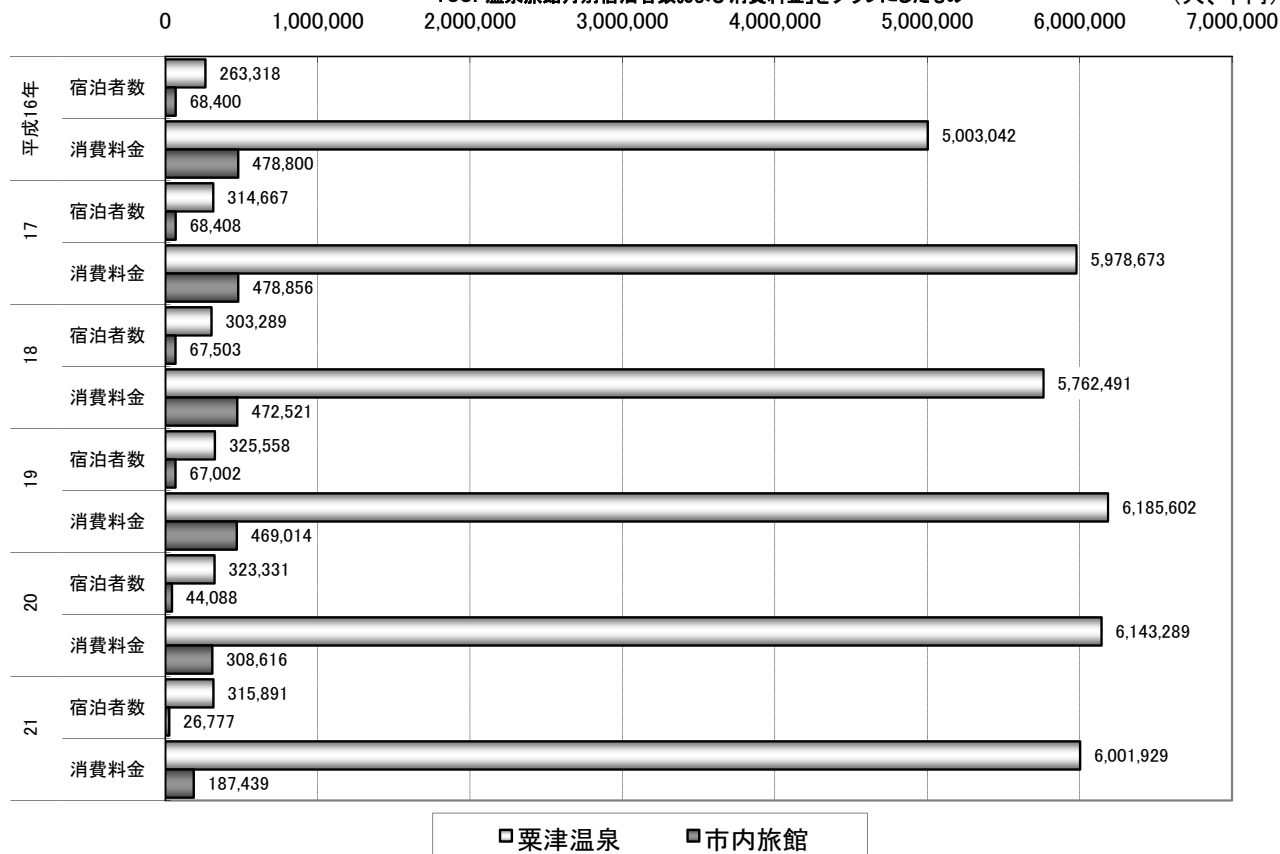 0 1,000,000 2,000,000 3,000,000 4,000,000 5,000,000 6,000,000 7,000,000
平成16年
宿泊者数
263,318
68,400
消費料金
5,003,042
478,800
17
宿泊者数
314,667
68,408
消費料金
5,978,673
478,856
18
宿泊者数
303,289
67,503
消費料金
5,762,491
472,521
19
宿泊者数
325,558
67,002
消費料金
6,185,602
469,014
20
宿泊者数
323,331
44,088
消費料金
6,143,289
308,616
21
宿泊者数
315,891
26,777
消費料金
6,001,929
187,439
粟津温泉 市内旅館